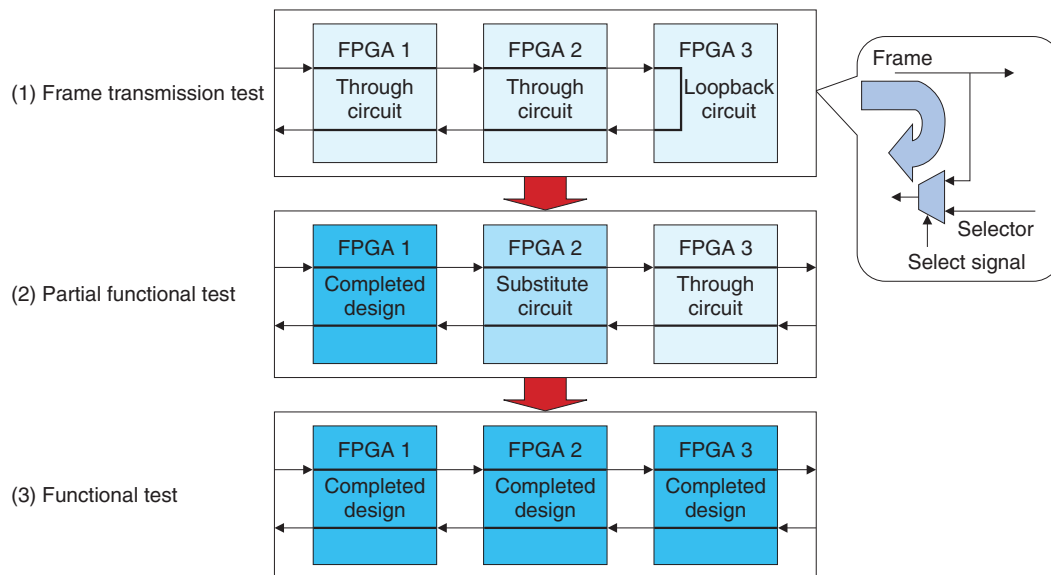 (1) Frame transmission test
FPGA 1
Through
circuit
FPGA 2
Through
circuit
FPGA 3
Loopback
circuit
Frame
Selector
Select signal
(2) Partial functional test
FPGA 1
Completed
design
FPGA 2
Substitute
circuit
FPGA 3
Through
circuit
(3) Functional test
FPGA 1
Completed
design
FPGA 2
Completed
design
FPGA 3
Completed
design